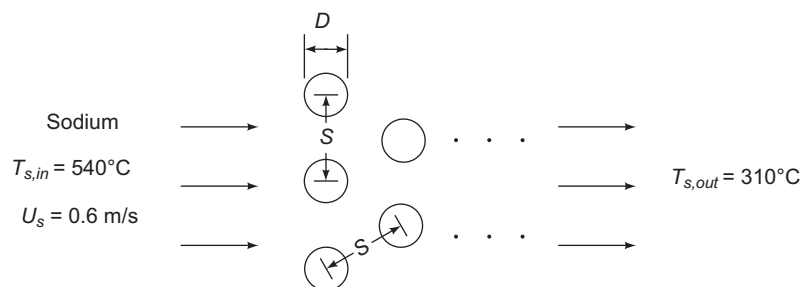 D
Sodium
S
T_{s,in} = 540°C
T_{s,out} = 310°C
U_s = 0.6 m/s
S